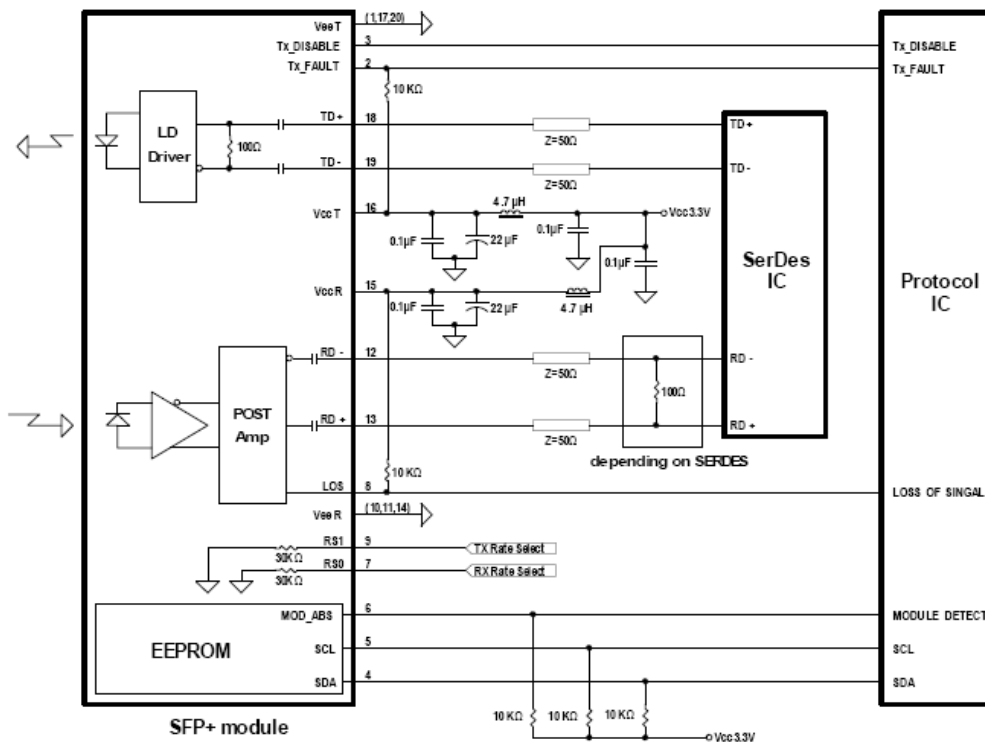 VeeT
(1,17,20)
Tx_DISABLE
3
Tx_DISABLE
Tx_FAULT
2
Tx_FAULT
10 KΩ
LD
Driver
100Ω
TD+
18
Z=50Ω
TD+
TD -
19
Z=50Ω
TD-
VccT
16
4.7 µH
Vcc3.3V
0.1µF
22 µF
0.1µF
0.1µF
SerDes
IC
Protocol
IC
VccR
15
0.1µF
22 µF
4.7 µH
RD -
12
Z=50Ω
RD -
100Ω
POST
Amp
RD +
13
Z=50Ω
RD +
depending on SERDES
10 KΩ
LOS
8
LOSS OF SINGAL
VeeR
(10,11,14)
RS1
9
TX Rate Select
30KΩ
RS0
7
RX Rate Select
30KΩ
MOD_ABS
6
MODULE DETECT
EEPROM
SCL
5
SCL
SDA
4
SDA
10 KΩ
10 KΩ
10 KΩ
Vcc3.3V
SFP+ module